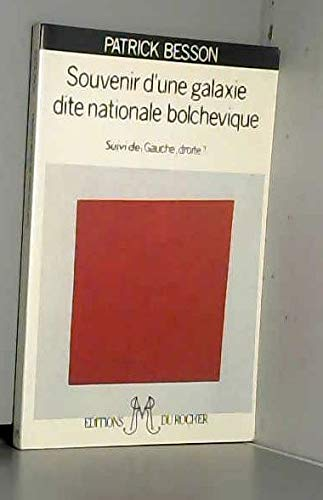 PATRICK BESSON
Souvenir d'une galaxie
dite nationale bolchevique
Suivi de: Gauche, droite?
EDITIONS DU ROCHER